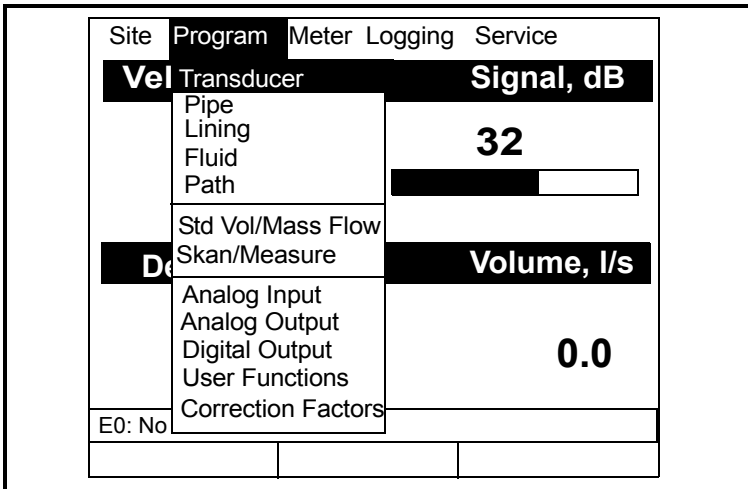 Site Program Meter Logging Service
Vel Signal, dB
Transducer
Pipe
Lining
Fluid
Path
32
Std Vol/Mass Flow
Skan/Measure
De Volume, l/s
Analog Input
Analog Output
Digital Output
User Functions
Correction Factors
0.0
E0: No